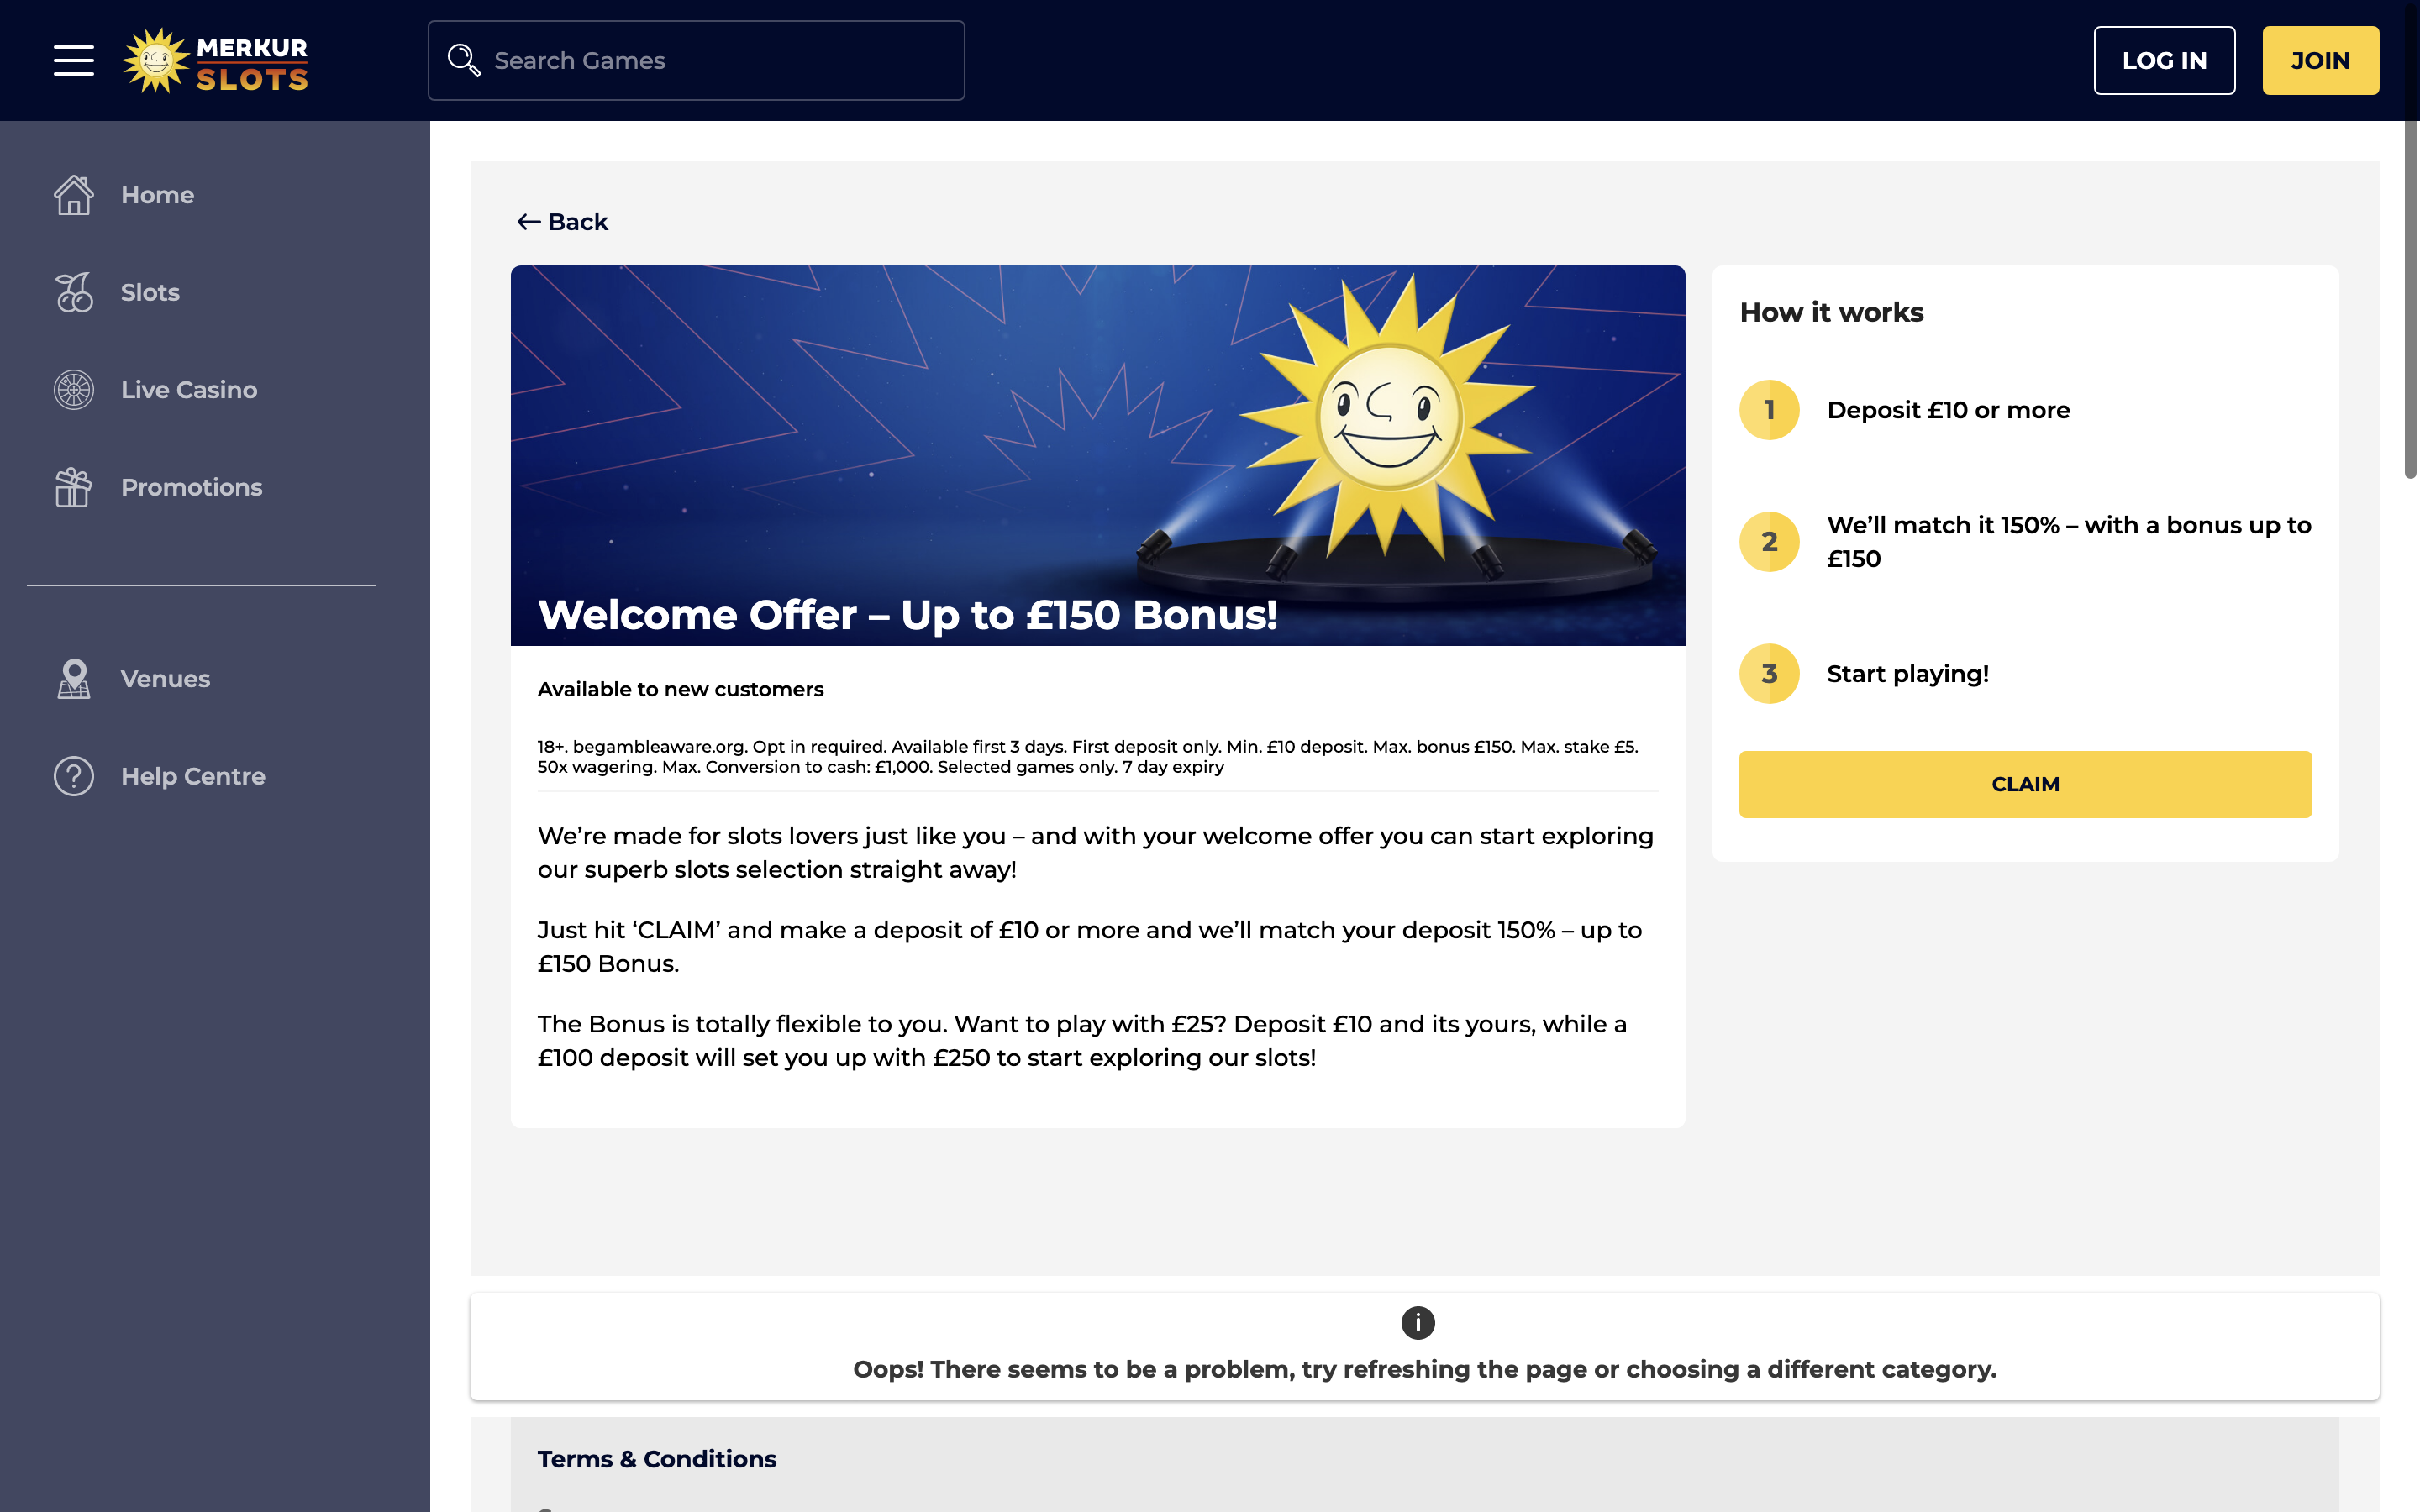 MERKUR
SLOTS
Search Games
LOG IN
JOIN
Home
Slots
Live Casino
Promotions
Venues
Help Centre
Back
Welcome Offer – Up to £150 Bonus!
Available to new customers
18+. begambleaware.org. Opt in required. Available first 3 days. First deposit only. Min. £10 deposit. Max. bonus £150. Max. stake £5.
50x wagering. Max. Conversion to cash: £1,000. Selected games only. 7 day expiry
We’re made for slots lovers just like you – and with your welcome offer you can start exploring
our superb slots selection straight away!
Just hit ‘CLAIM’ and make a deposit of £10 or more and we’ll match your deposit 150% – up to
£150 Bonus.
The Bonus is totally flexible to you. Want to play with £25? Deposit £10 and its yours, while a
£100 deposit will set you up with £250 to start exploring our slots!
How it works
1 Deposit £10 or more
2 We’ll match it 150% – with a bonus up to
£150
3 Start playing!
CLAIM
Oops! There seems to be a problem, try refreshing the page or choosing a different category.
Terms & Conditions